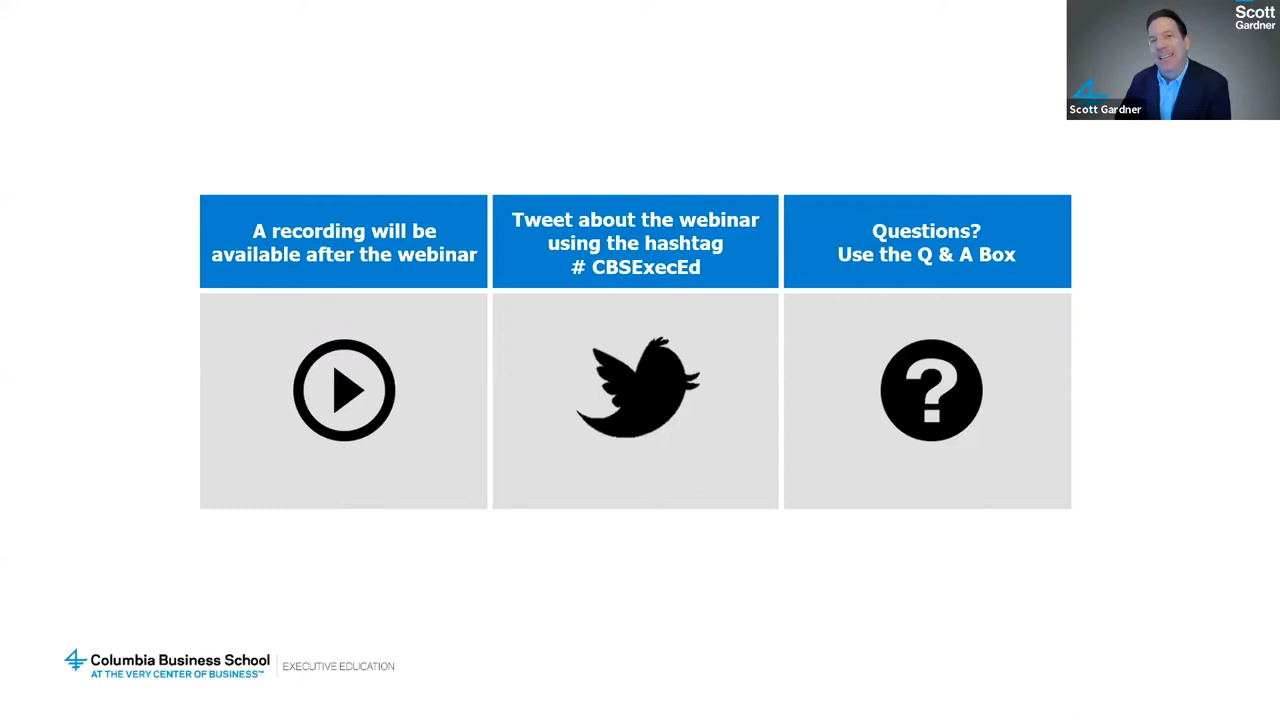 Scott
Gardner
Scott Gardner
A recording will be
available after the webinar
Tweet about the webinar
using the hashtag
# CBSExecEd
Questions?
Use the Q & A Box
?
Columbia Business School
AT THE VERY CENTER OF BUSINESS™
EXECUTIVE EDUCATION